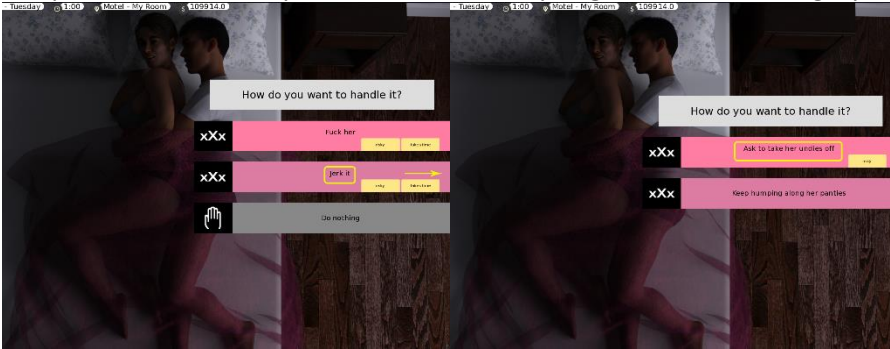 - Tuesday
1:00
Motel - My Room
$ 109914.0
How do you want to handle it?
xXx
Fuck her
xXx
Jerk it
Do nothing
- Tuesday
1:00
Motel - My Room
$ 109914.0
How do you want to handle it?
xXx
Ask to take her undies off
xXx
Keep humping along her panties